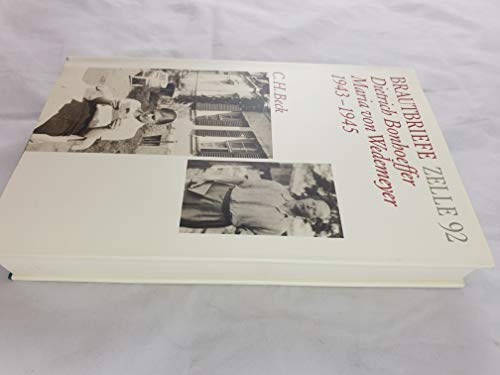 BRAUTBRIEFE ZELLE 92
Dietrich Bonhoeffer
Maria von Wedemeyer
1943–1945
C.H.Beck